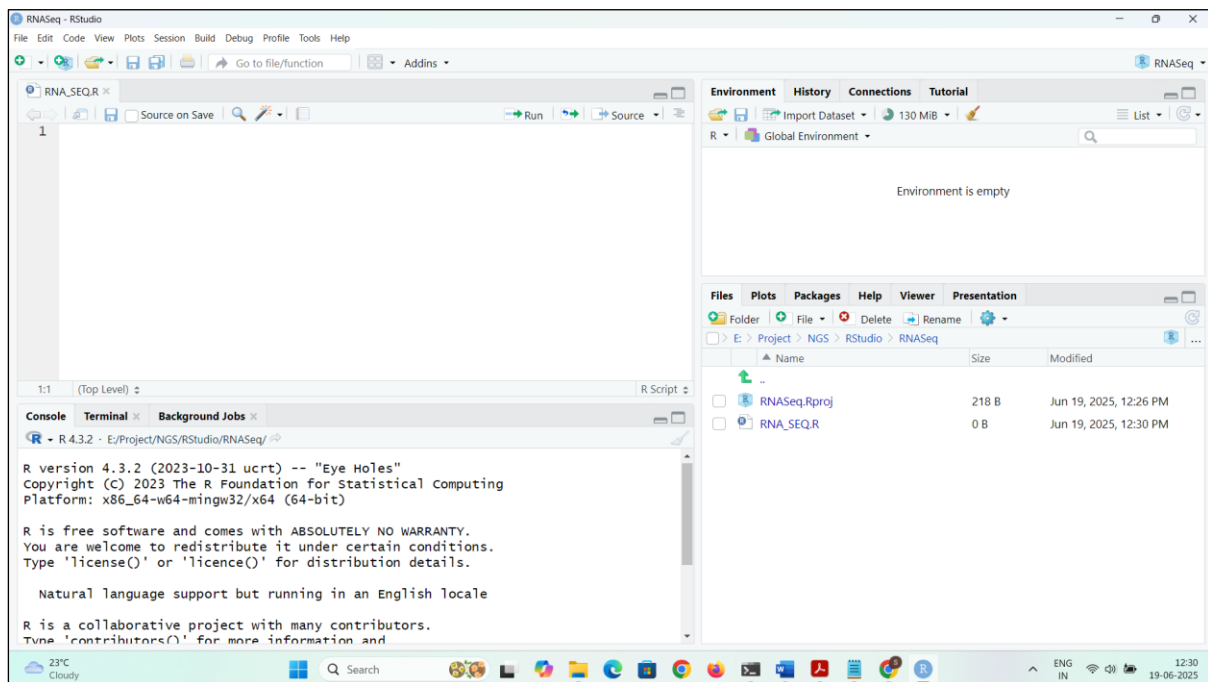 RNASeq - RStudio
File Edit Code View Plots Session Build Debug Profile Tools Help
Go to file/function Addins RNASeq
RNA_SEQ.R
Source on Save Run Source
1
1:1 (Top Level) R Script
Console Terminal Background Jobs
R 4.3.2 · E:/Project/NGS/RStudio/RNASeq/
R version 4.3.2 (2023-10-31 ucrt) -- "Eye Holes"
Copyright (C) 2023 The R Foundation for Statistical Computing
Platform: x86_64-w64-mingw32/x64 (64-bit)
R is free software and comes with ABSOLUTELY NO WARRANTY.
You are welcome to redistribute it under certain conditions.
Type 'license()' or 'licence()' for distribution details.
Natural language support but running in an English locale
R is a collaborative project with many contributors.
Type 'contributors()' for more information and
Environment History Connections Tutorial
Import Dataset 130 MiB List
R Global Environment
Environment is empty
Files Plots Packages Help Viewer Presentation
Folder File Delete Rename
E: > Project > NGS > RStudio > RNASeq ...
Name Size Modified
..
RNASeq.Rproj 218 B Jun 19, 2025, 12:26 PM
RNA_SEQ.R 0 B Jun 19, 2025, 12:30 PM
23°C
Cloudy
Search
ENG
IN
12:30
19-06-2025